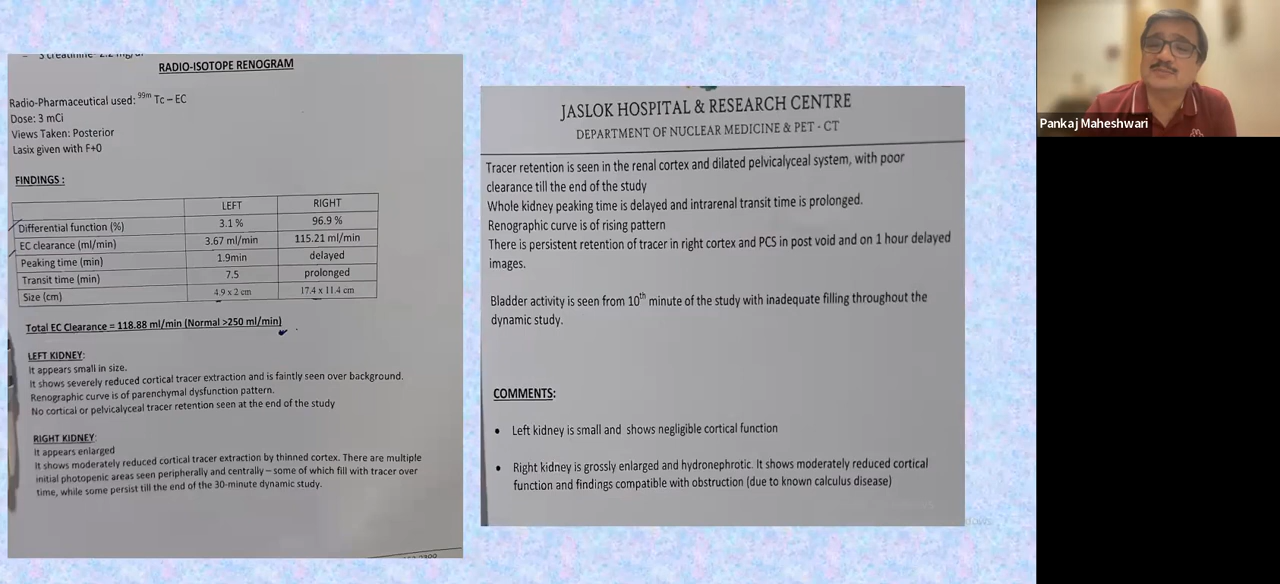 RADIO-ISOTOPE RENOGRAM
Radio-Pharmaceutical used: 99m Tc – EC
Dose: 3 mCi
Views Taken: Posterior
Lasix given with F+0
FINDINGS :
LEFT RIGHT
Differential function (%) 3.1 % 96.9 %
EC clearance (ml/min) 3.67 ml/min 115.21 ml/min
Peaking time (min) 1.9min delayed
Transit time (min) 7.5 prolonged
Size (cm) 4.9 x 2 cm 17.4 x 11.4 cm
Total EC Clearance = 118.88 ml/min (Normal >250 ml/min)
LEFT KIDNEY:
It appears small in size.
It shows severely reduced cortical tracer extraction and is faintly seen over background.
Renographic curve is of parenchymal dysfunction pattern.
No cortical or pelvicalyceal tracer retention seen at the end of the study
RIGHT KIDNEY:
It appears enlarged
It shows moderately reduced cortical tracer extraction by thinned cortex. There are multiple
initial photopenic areas seen peripherally and centrally – some of which fill with tracer over
time, while some persist till the end of the 30-minute dynamic study.
JASLOK HOSPITAL & RESEARCH CENTRE
DEPARTMENT OF NUCLEAR MEDICINE & PET - CT
Tracer retention is seen in the renal cortex and dilated pelvicalyceal system, with poor
clearance till the end of the study
Whole kidney peaking time is delayed and intrarenal transit time is prolonged.
Renographic curve is of rising pattern
There is persistent retention of tracer in right cortex and PCS in post void and on 1 hour delayed
images.
Bladder activity is seen from 10th minute of the study with inadequate filling throughout the
dynamic study.
COMMENTS:
• Left kidney is small and shows negligible cortical function
• Right kidney is grossly enlarged and hydronephrotic. It shows moderately reduced cortical
function and findings compatible with obstruction (due to known calculus disease)
Pankaj Maheshwari